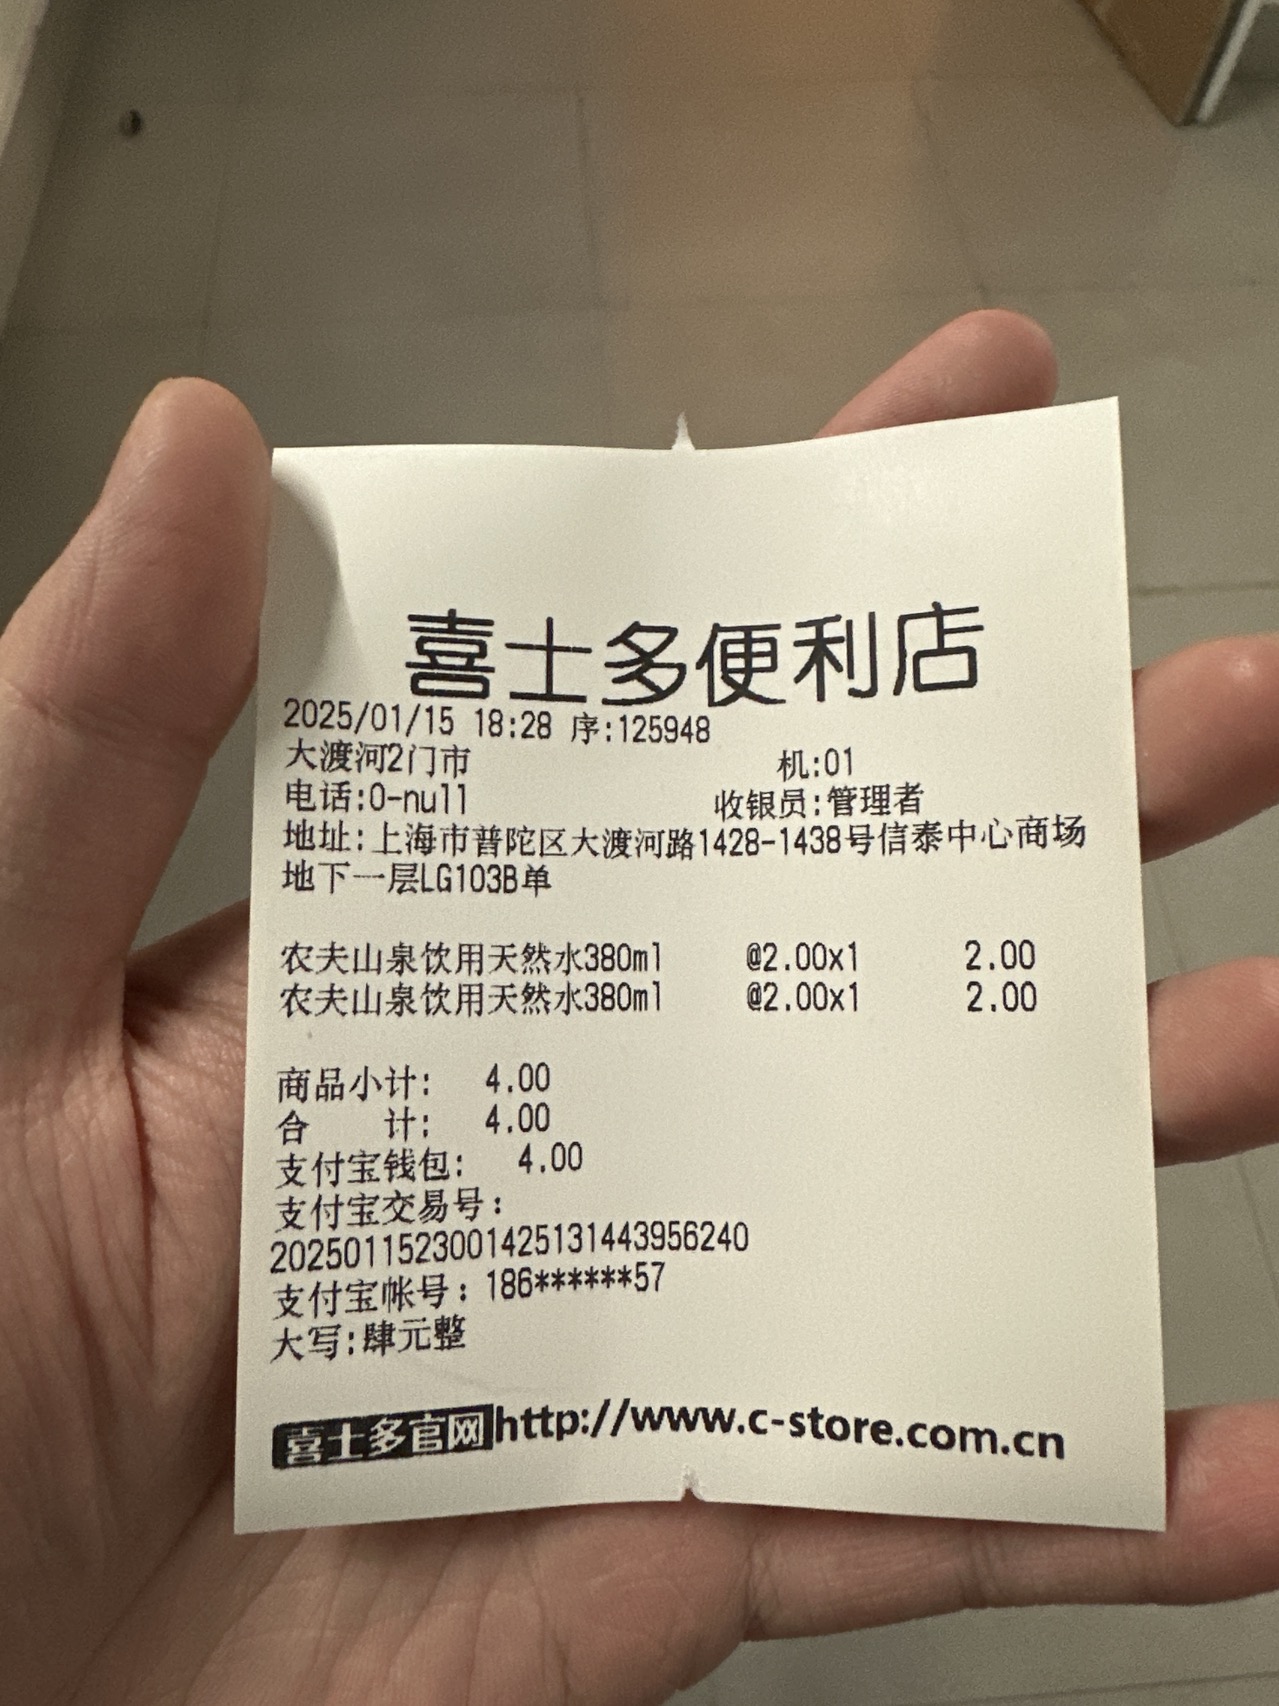 喜士多便利店
2025/01/15 18:28 序:125948
大渡河2门市 机:01
电话:0-null 收银员:管理者
地址:上海市普陀区大渡河路1428-1438号信泰中心商场
地下一层LG103B单
农夫山泉饮用天然水380ml @2.00x1 2.00
农夫山泉饮用天然水380ml @2.00x1 2.00
商品小计: 4.00
合 计: 4.00
支付宝钱包: 4.00
支付宝交易号:
2025011523001425131443956240
支付宝帐号:186******57
大写:肆元整
喜士多官网http://www.c-store.com.cn